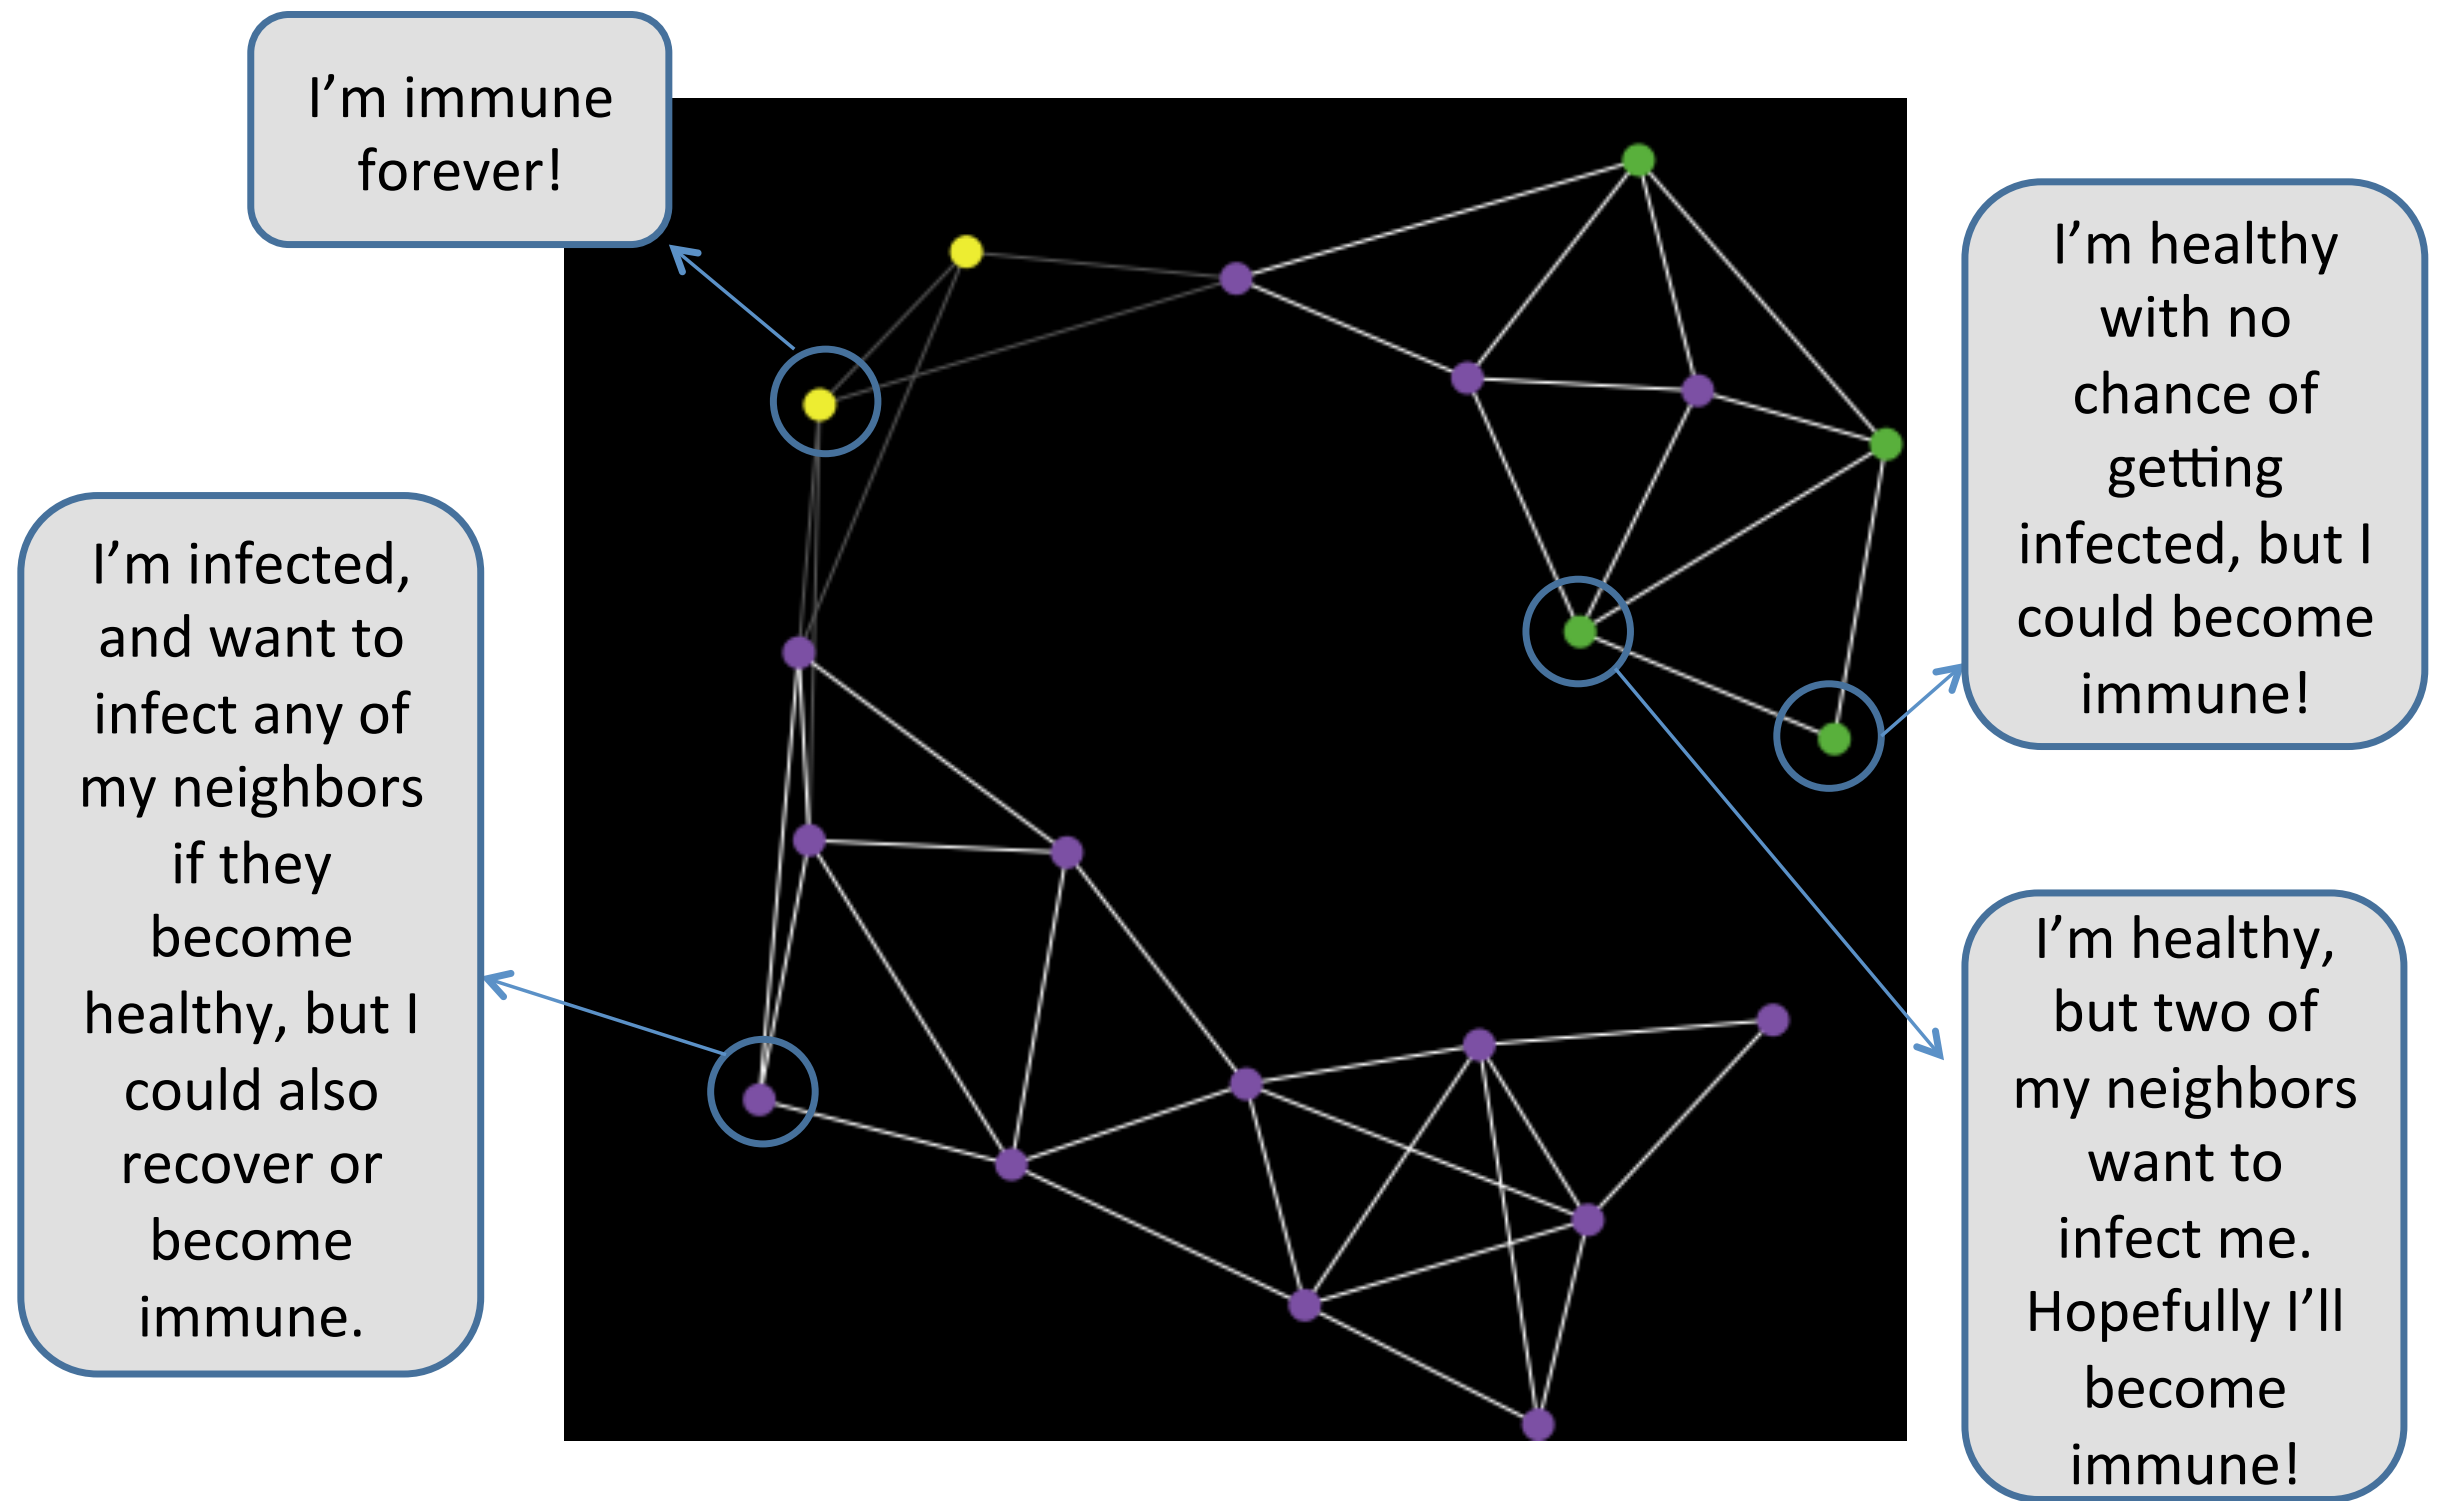 I’m immune
forever!
I’m infected,
and want to
infect any of
my neighbors
if they
become
healthy, but I
could also
recover or
become
immune.
I’m healthy
with no
chance of
getting
infected, but I
could become
immune!
I’m healthy,
but two of
my neighbors
want to
infect me.
Hopefully I’ll
become
immune!